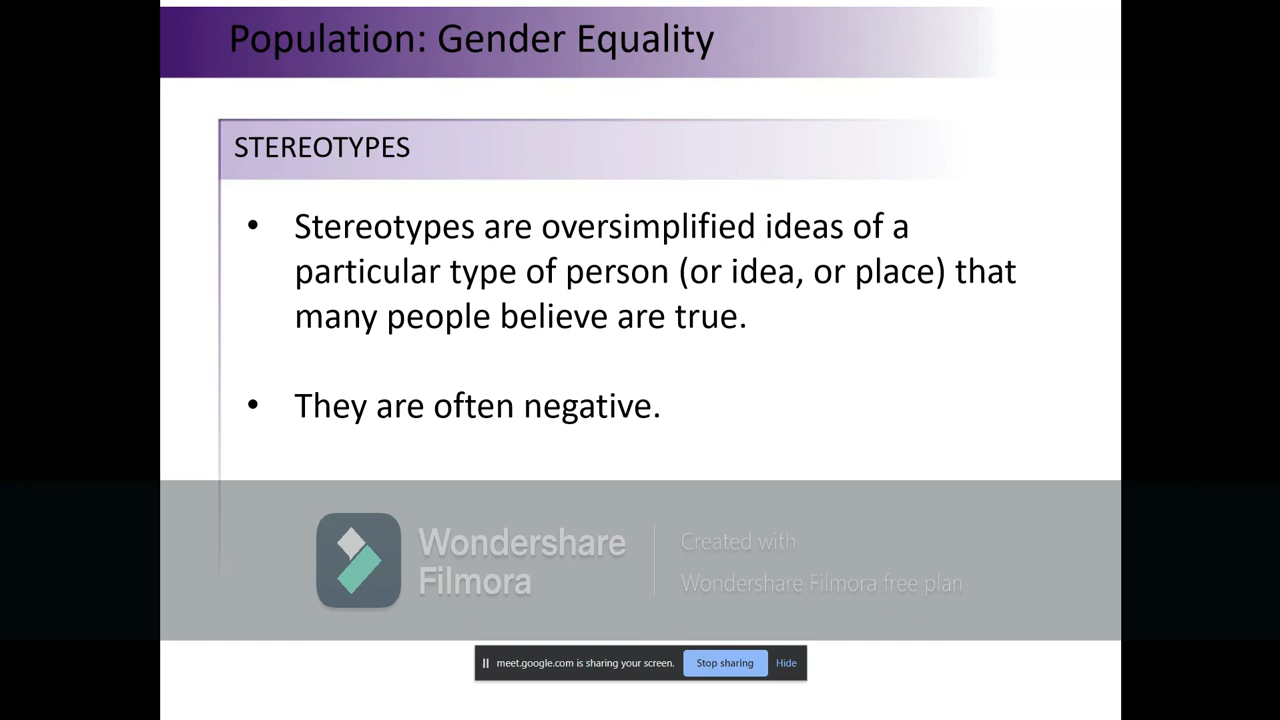 Population: Gender Equality
STEREOTYPES
• Stereotypes are oversimplified ideas of a
particular type of person (or idea, or place) that
many people believe are true.
• They are often negative.
Wondershare
Filmora
Created with
Wondershare Filmora free plan
meet.google.com is sharing your screen. Stop sharing Hide